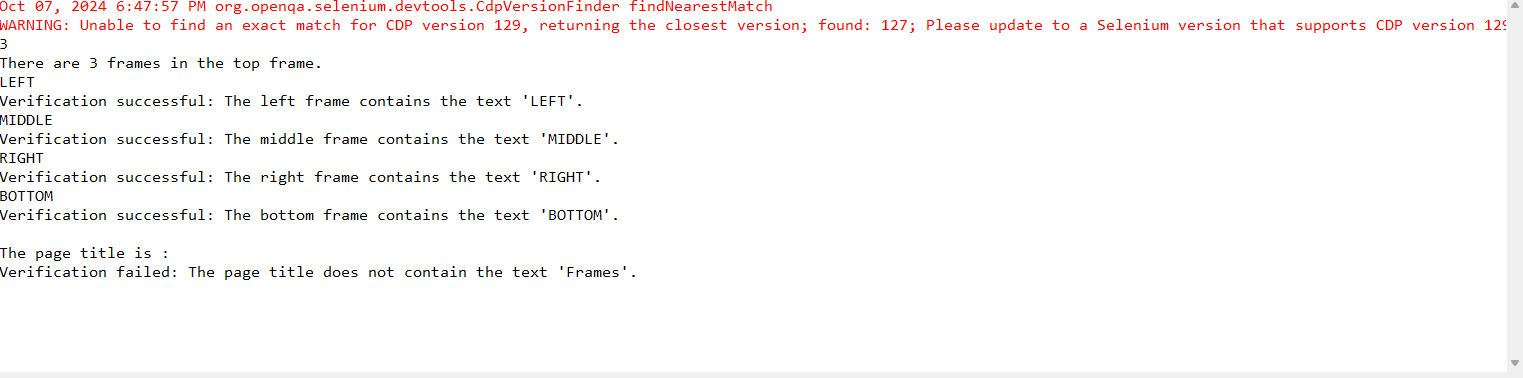 Oct 07, 2024 6:47:57 PM org.openqa.selenium.devtools.CdpVersionFinder findNearestMatch
WARNING: Unable to find an exact match for CDP version 129, returning the closest version; found: 127; Please update to a Selenium version that supports CDP version 129
3
There are 3 frames in the top frame.
LEFT
Verification successful: The left frame contains the text 'LEFT'.
MIDDLE
Verification successful: The middle frame contains the text 'MIDDLE'.
RIGHT
Verification successful: The right frame contains the text 'RIGHT'.
BOTTOM
Verification successful: The bottom frame contains the text 'BOTTOM'.
The page title is :
Verification failed: The page title does not contain the text 'Frames'.